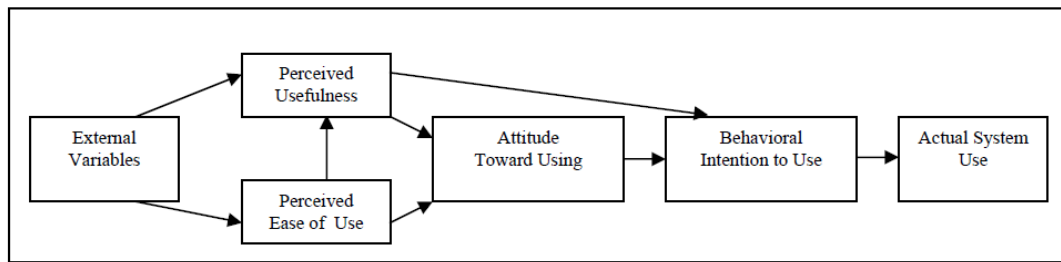 Perceived
Usefulness
External
Variables
Attitude
Toward Using
Behavioral
Intention to Use
Actual System
Use
Perceived
Ease of Use